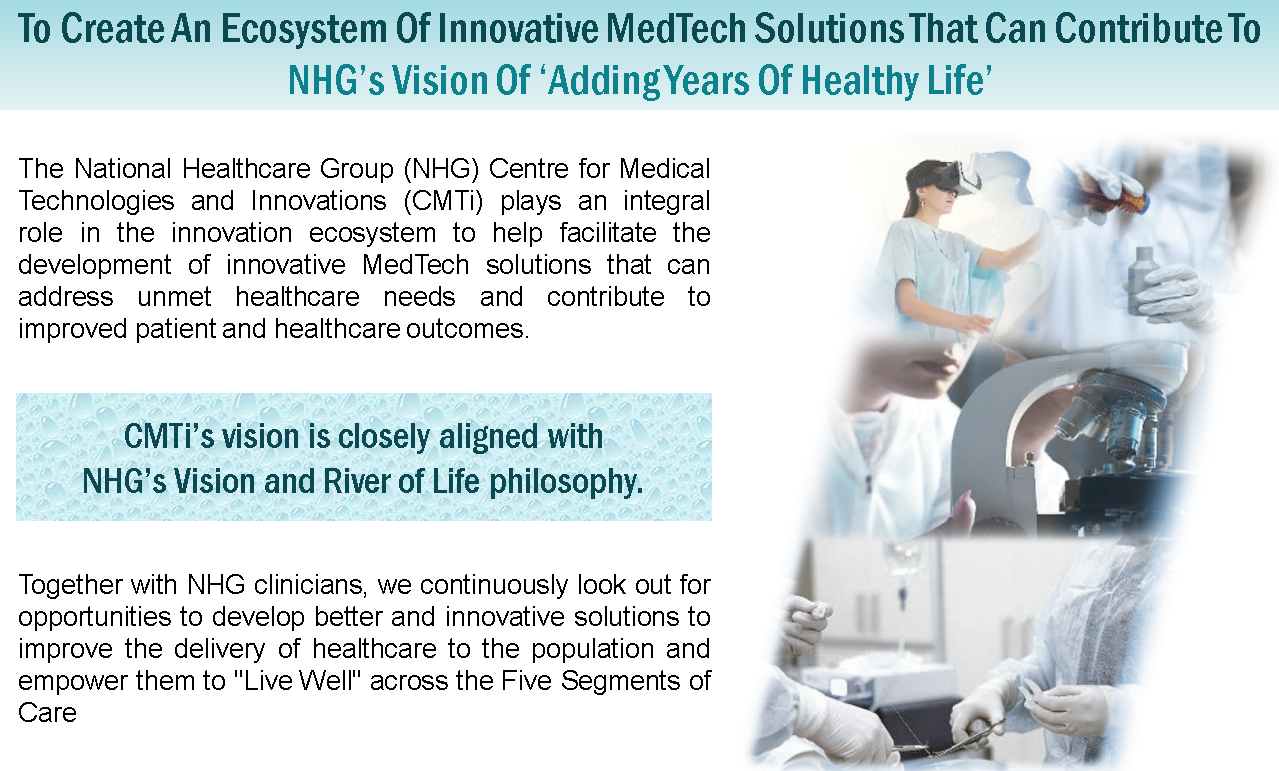 To Create An Ecosystem Of Innovative MedTech Solutions That Can Contribute To
NHG's Vision Of ‘Adding Years Of Healthy Life’
The National Healthcare Group (NHG) Centre for Medical
Technologies and Innovations (CMTi) plays an integral
role in the innovation ecosystem to help facilitate the
development of innovative MedTech solutions that can
address unmet healthcare needs and contribute to
improved patient and healthcare outcomes.
CMTi’s vision is closely aligned with
NHG’s Vision and River of Life philosophy.
Together with NHG clinicians, we continuously look out for
opportunities to develop better and innovative solutions to
improve the delivery of healthcare to the population and
empower them to "Live Well" across the Five Segments of
Care